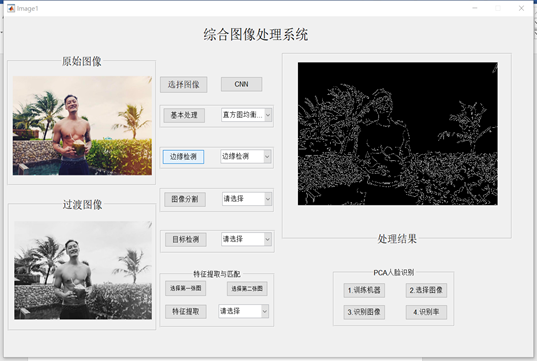 Image1
综合图像处理系统
原始图像
选择图像
CNN
基本处理
直方图均衡...
边缘检测
边缘检测
图像分割
请选择
过渡图像
目标检测
请选择
处理结果
特征提取与匹配
选择第一张图
选择第二张图
特征提取
请选择
PCA人脸识别
1.训练机器
2.选择图像
3.识别图像
4.识别率